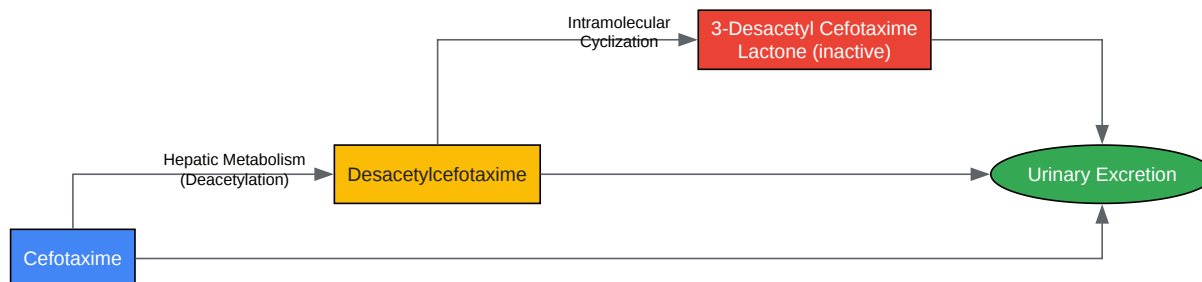 Intramolecular
Cyclization
3-Desacetyl Cefotaxime
Lactone (inactive)
Hepatic Metabolism
(Deacetylation)
Desacetylcefotaxime
Urinary Excretion
Cefotaxime